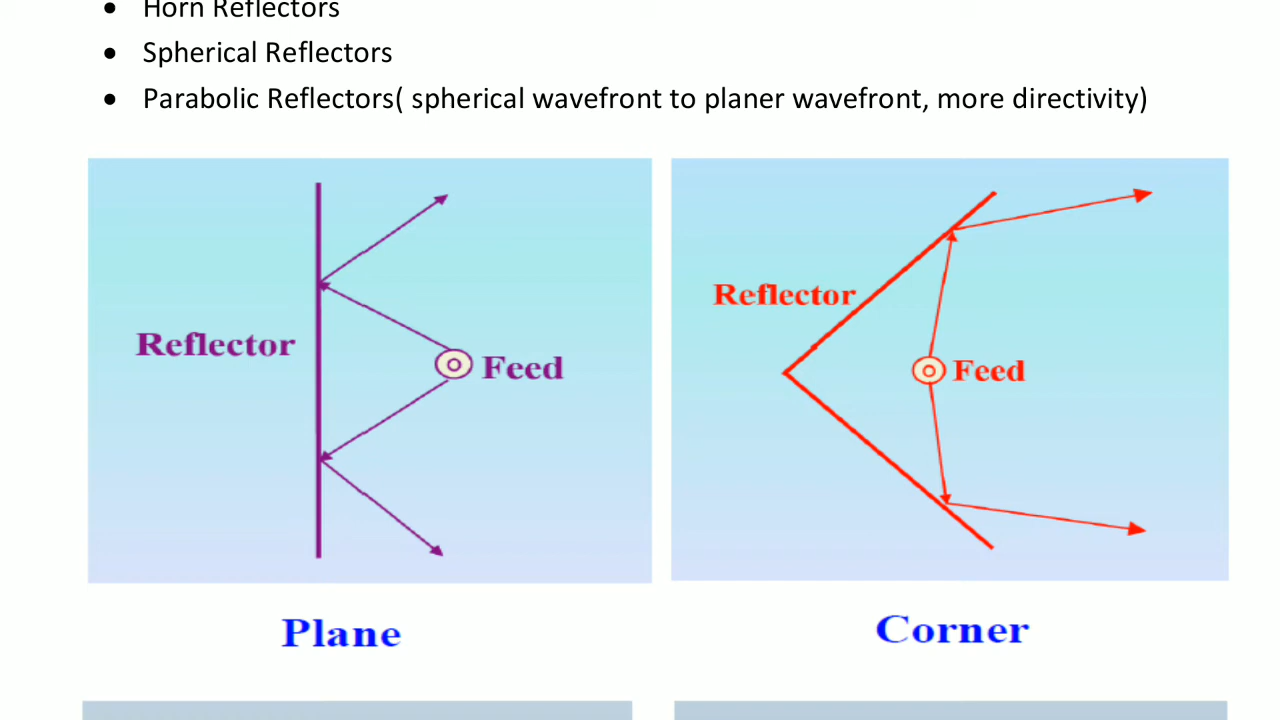 • Horn Reflectors
• Spherical Reflectors
• Parabolic Reflectors( spherical wavefront to planer wavefront, more directivity)
Reflector
Feed
Reflector
Feed
Plane
Corner